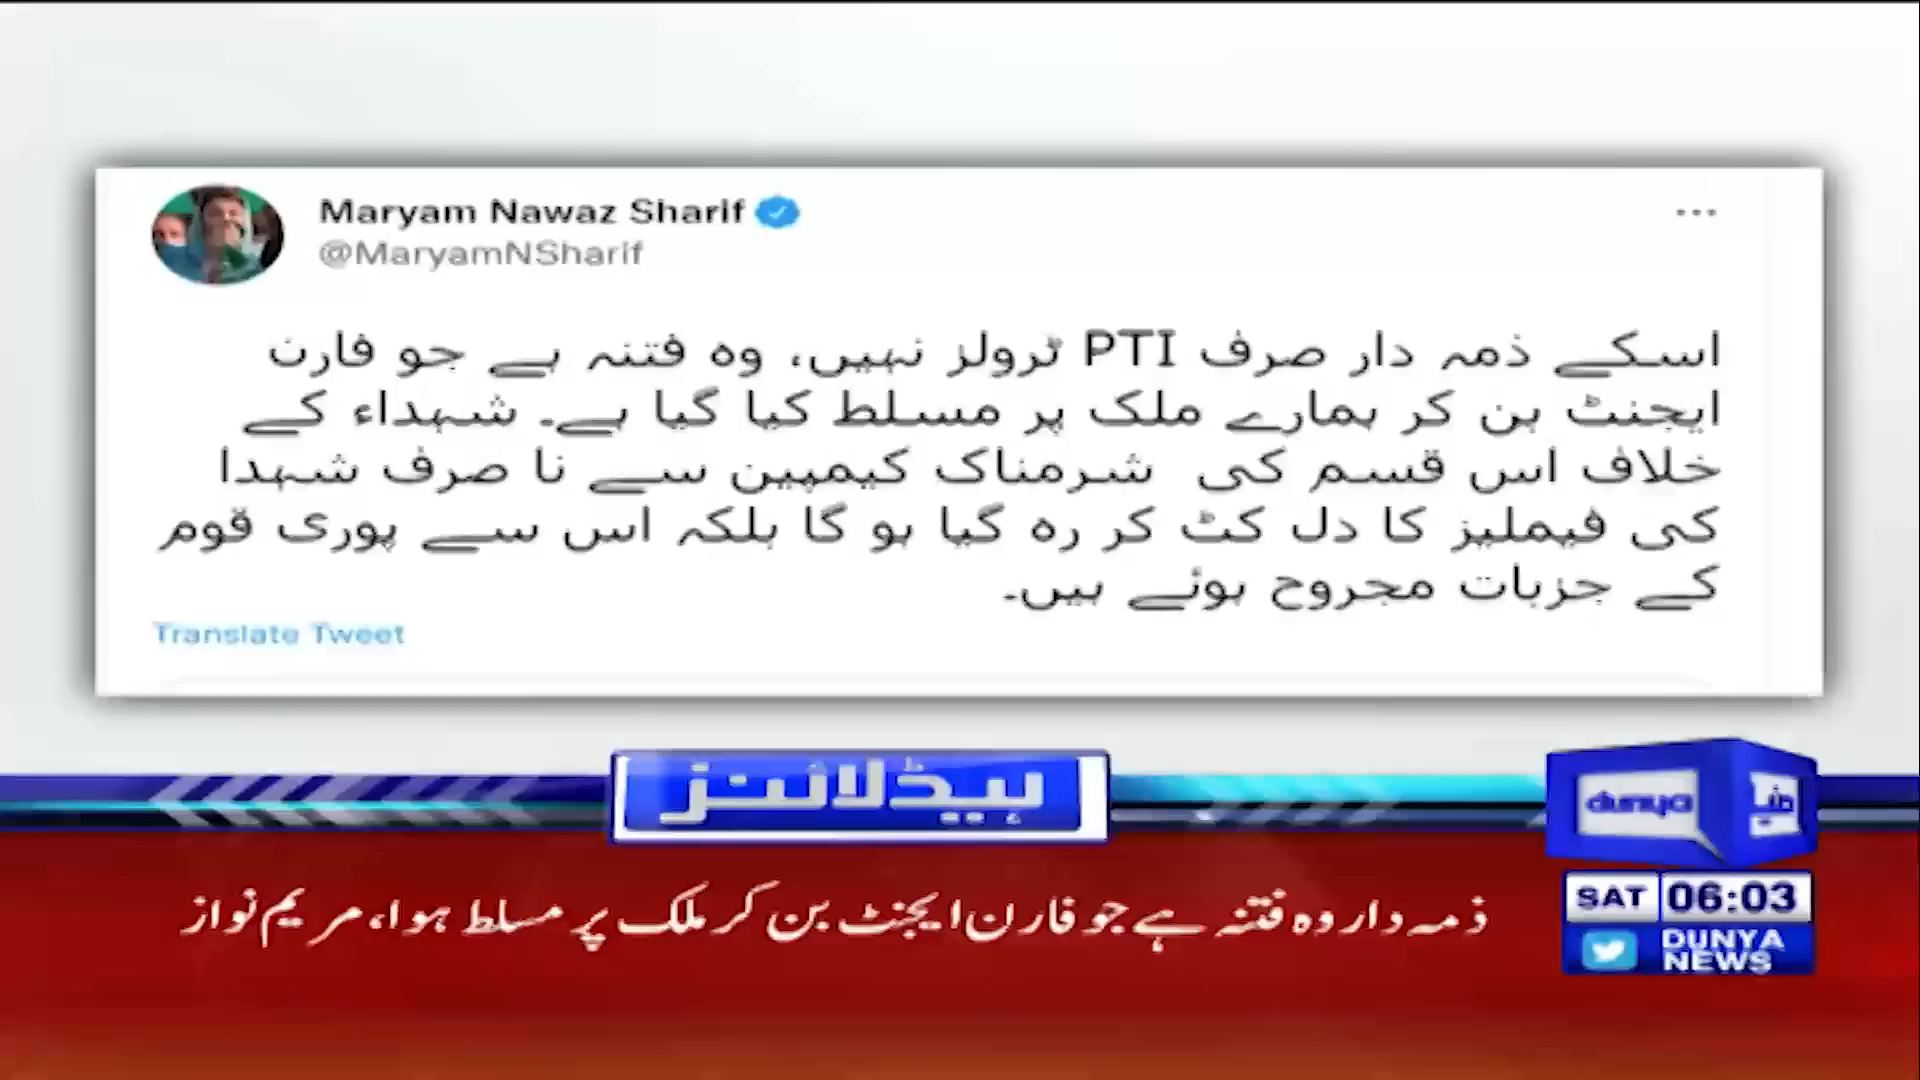 Maryam Nawaz Sharif
@MaryamNSharif
اسکے ذمہ دار صرف PTI ٹرولز نہیں، وہ فتنہ ہے جو فارن
ایجنٹ بن کر ہمارے ملک پر مسلط کیا گیا ہے۔ شہداء کے
خلاف اس قسم کی شرمناک کیمپین سے نا صرف شہدا
کی فیملیز کا دل کٹ کر رہ گیا ہو گا بلکہ اس سے پوری قوم
کے جزبات مجروح ہوئے ہیں۔
Translate Tweet
ہیڈلائنز
dunya دنیا
ذمہ دار وہ فتنہ ہے جو فارن ایجنٹ بن کر ملک پر مسلط ہوا، مریم نواز
SAT 06:03
DUNYA
NEWS